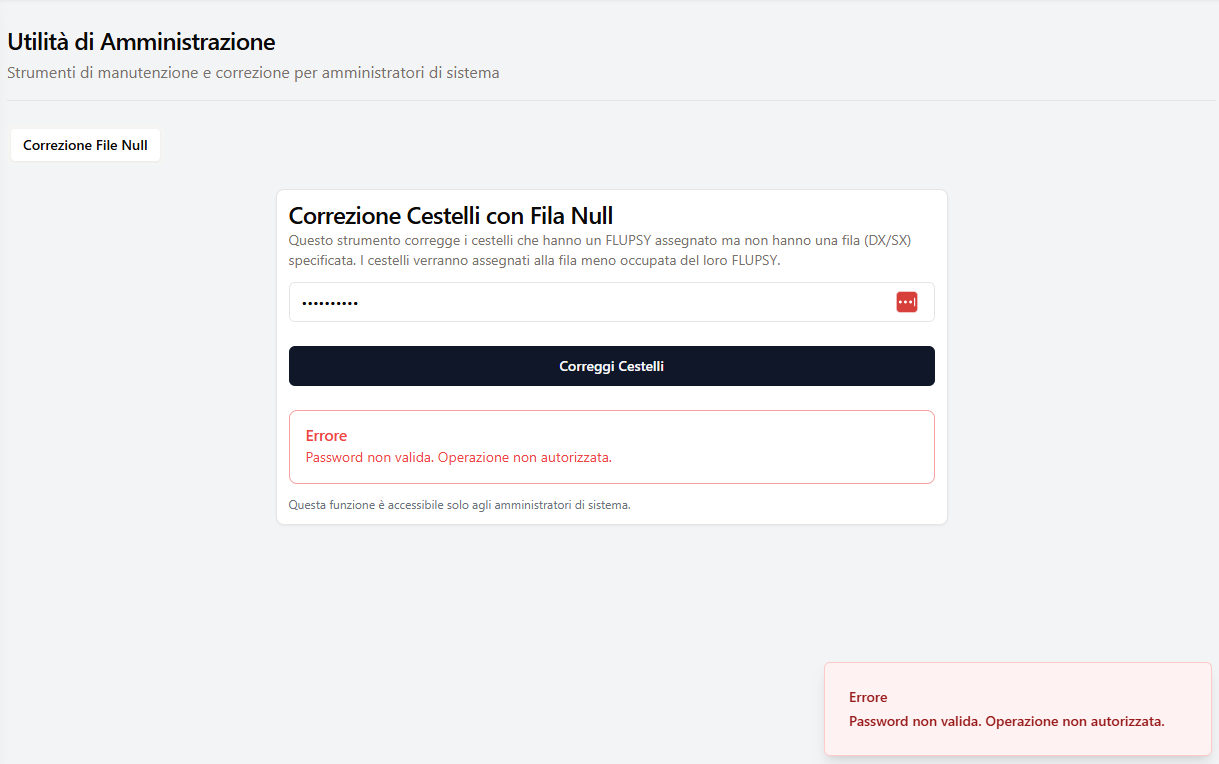 Utilità di Amministrazione
Strumenti di manutenzione e correzione per amministratori di sistema
Correzione File Null
Correzione Cestelli con Fila Null
Questo strumento corregge i cestelli che hanno un FLUPSY assegnato ma non hanno una fila (DX/SX)
specificata. I cestelli verranno assegnati alla fila meno occupata del loro FLUPSY.
••••••••••
Correggi Cestelli
Errore
Password non valida. Operazione non autorizzata.
Questa funzione è accessibile solo agli amministratori di sistema.
Errore
Password non valida. Operazione non autorizzata.